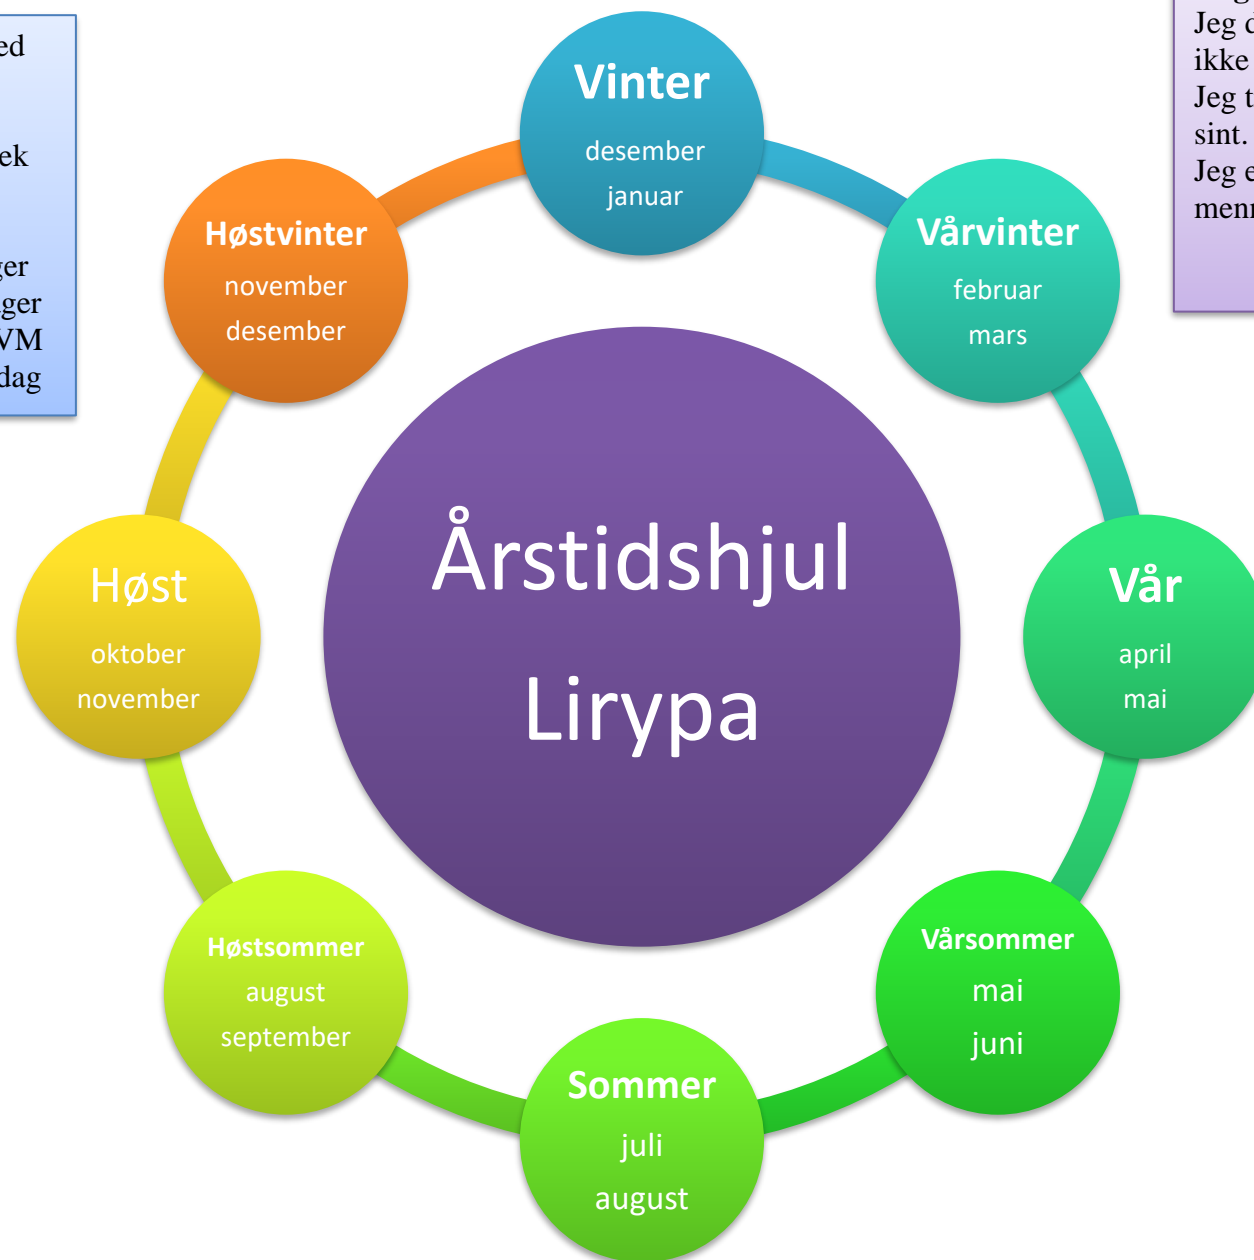 Vinter
desember
januar
Vårvinter
februar
mars
Vår
april
mai
Vårsommer
mai
juni
Sommer
juli
august
Høstsommer
august
september
Høst
oktober
november
Høstvinter
november
desember
Årstidshjul
Lirypa
ed
ek
ger
ger
VM
dag
Jeg
ikke
Jeg t
sint.
Jeg e
menn